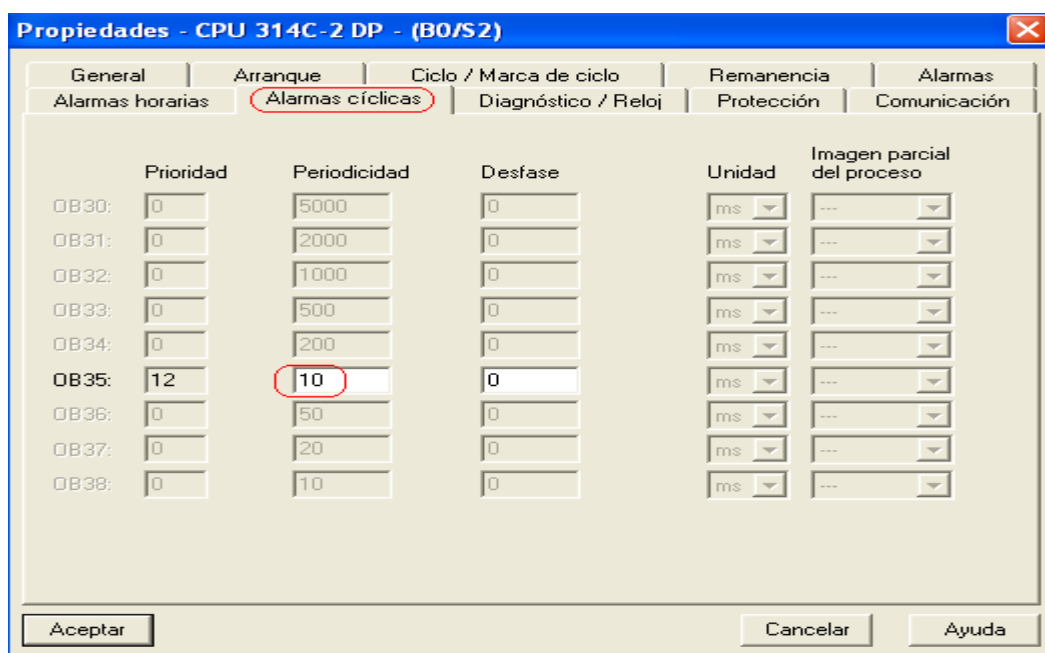 Propiedades - CPU 314C-2 DP - (B0/S2)
General Arranque Ciclo / Marca de ciclo Remanencia Alarmas
Alarmas horarias Alarmas cíclicas Diagnóstico / Reloj Protección Comunicación
Imagen parcial
Prioridad Periodicidad Desfase Unidad del proceso
OB30: 0 5000 0 ms ---
OB31: 0 2000 0 ms ---
OB32: 0 1000 0 ms ---
OB33: 0 500 0 ms ---
OB34: 0 200 0 ms ---
OB35: 12 10 0 ms ---
OB36: 0 50 0 ms ---
OB37: 0 20 0 ms ---
OB38: 0 10 0 ms ---
Aceptar Cancelar Ayuda